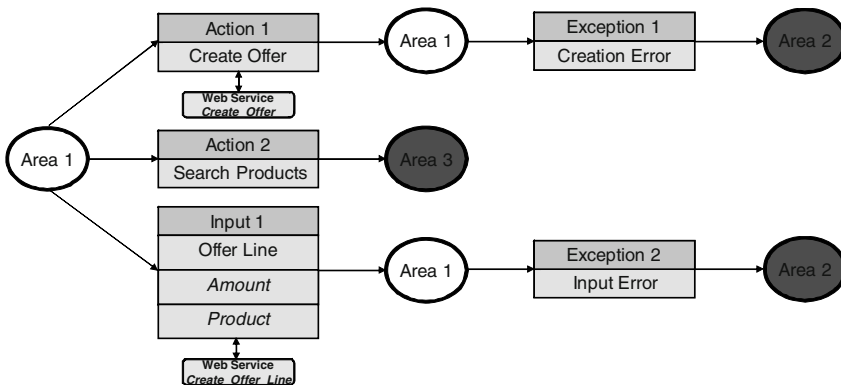 Action 1
Create Offer
Web Service
Create_Offer
Area 1
Exception 1
Creation Error
Area 2
Area 1
Action 2
Search Products
Area 3
Input 1
Offer Line
Amount
Product
Web Service
Create_Offer_Line
Area 1
Exception 2
Input Error
Area 2